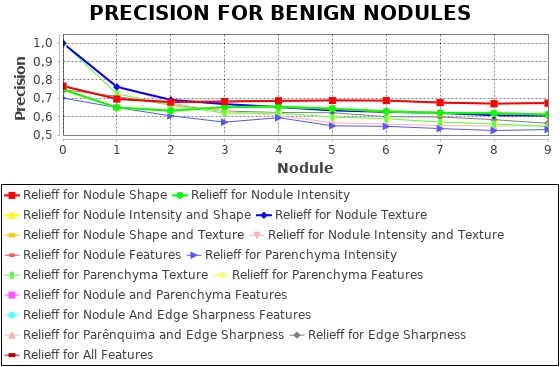 PRECISION FOR BENIGN NODULES
1,0
0,9
0,8
0,7
0,6
0,5
Precision
0 1 2 3 4 5 6 7 8 9
Nodule
Relieff for Nodule Shape Relieff for Nodule Intensity
Relieff for Nodule Intensity and Shape Relieff for Nodule Texture
Relieff for Nodule Shape and Texture Relieff for Nodule Intensity and Texture
Relieff for Nodule Features Relieff for Parenchyma Intensity
Relieff for Parenchyma Texture Relieff for Parenchyma Features
Relieff for Nodule and Parenchyma Features
Relieff for Nodule And Edge Sharpness Features
Relieff for Parênquima and Edge Sharpness Relieff for Edge Sharpness
Relieff for All Features